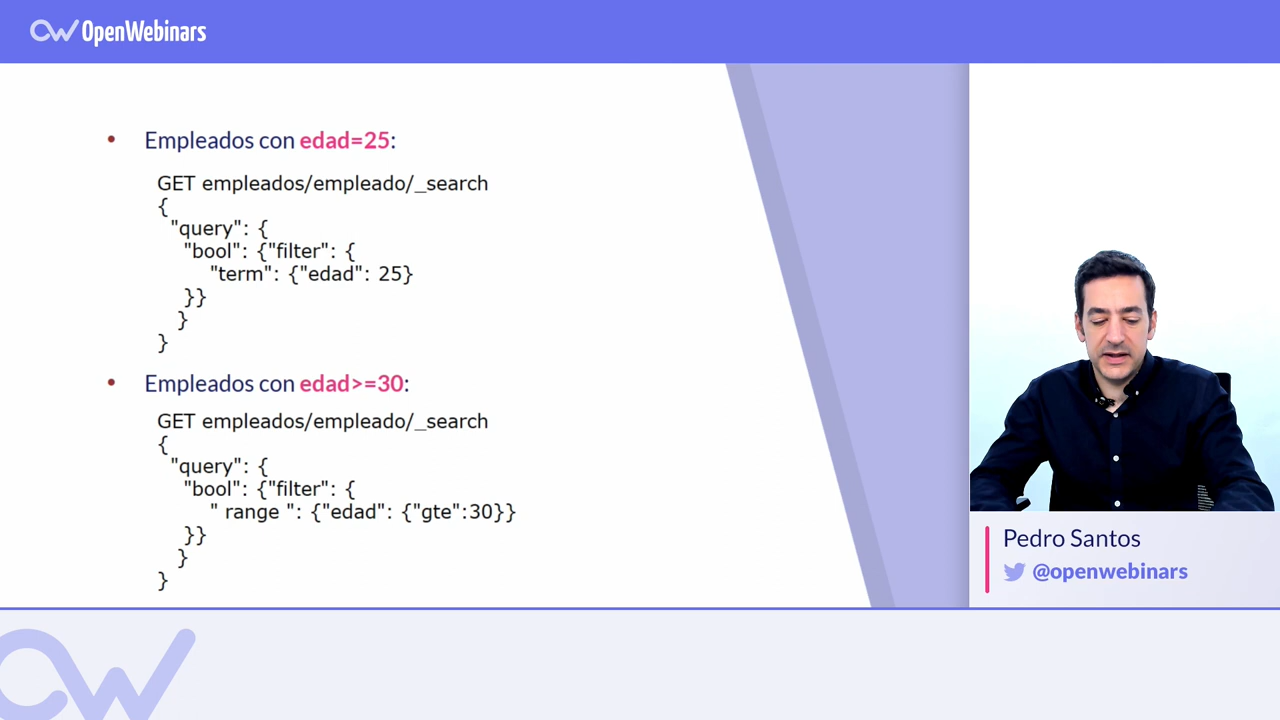 OpenWebinars
• Empleados con edad=25:
GET empleados/empleado/_search
{
"query": {
"bool": {"filter": {
"term": {"edad": 25}
}}
}
}
• Empleados con edad>=30:
GET empleados/empleado/_search
{
"query": {
"bool": {"filter": {
" range ": {"edad": {"gte":30}}
}}
}
}
Pedro Santos
@openwebinars